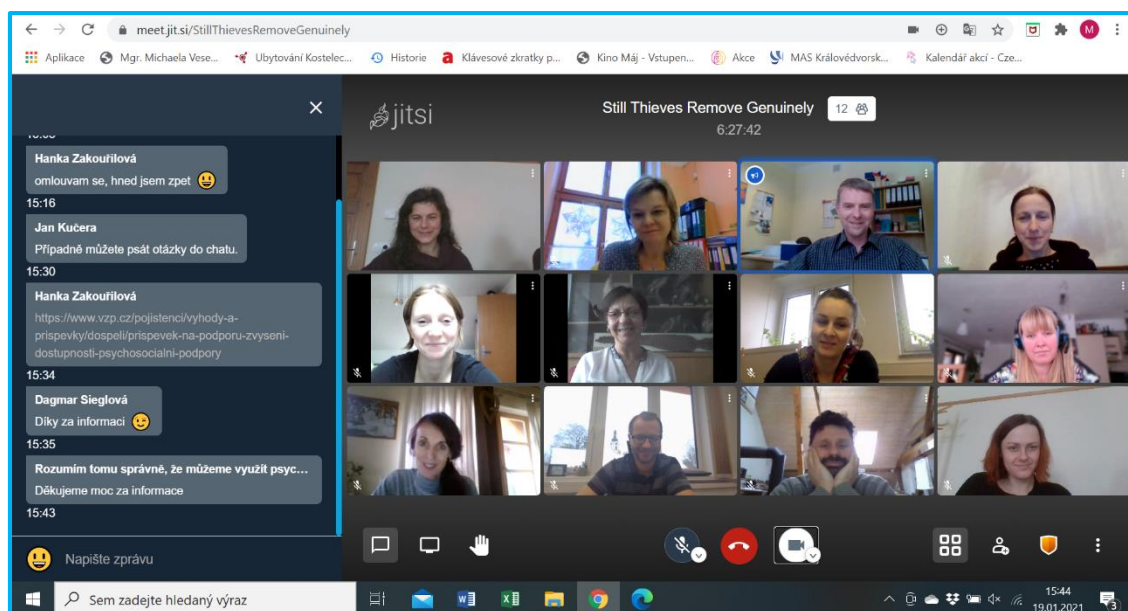 meet.jit.si/StillThievesRemoveGenuinely
M
Aplikace
Mgr. Michaela Vese...
Ubytování Kostelec...
Historie
a
Klávesové zkratky p...
Kino Máj - Vstupen...
Akce
MAS Královédvorsk...
Kalendář akcí - Cze...
jitsi
Still Thieves Remove Genuinely
12
6:27:42
Hanka Zakouřilová
omlouvam se, hned jsem zpet
15:16
Jan Kučera
Případně můžete psát otázky do chatu.
15:30
Hanka Zakouřilová
https://www.vzp.cz/pojistenci/vyhody-a-
prispevky/dospeli/prispevek-na-podporu-zvyseni-
dostupnosti-psychosocialni-podpory
15:34
Dagmar Sieglová
Díky za informaci
15:35
Rozumím tomu správně, že můžeme využít psyc...
Děkujeme moc za informace
15:43
Napište zprávu
Sem zadejte hledaný výraz
15:44
19.01.2021
3